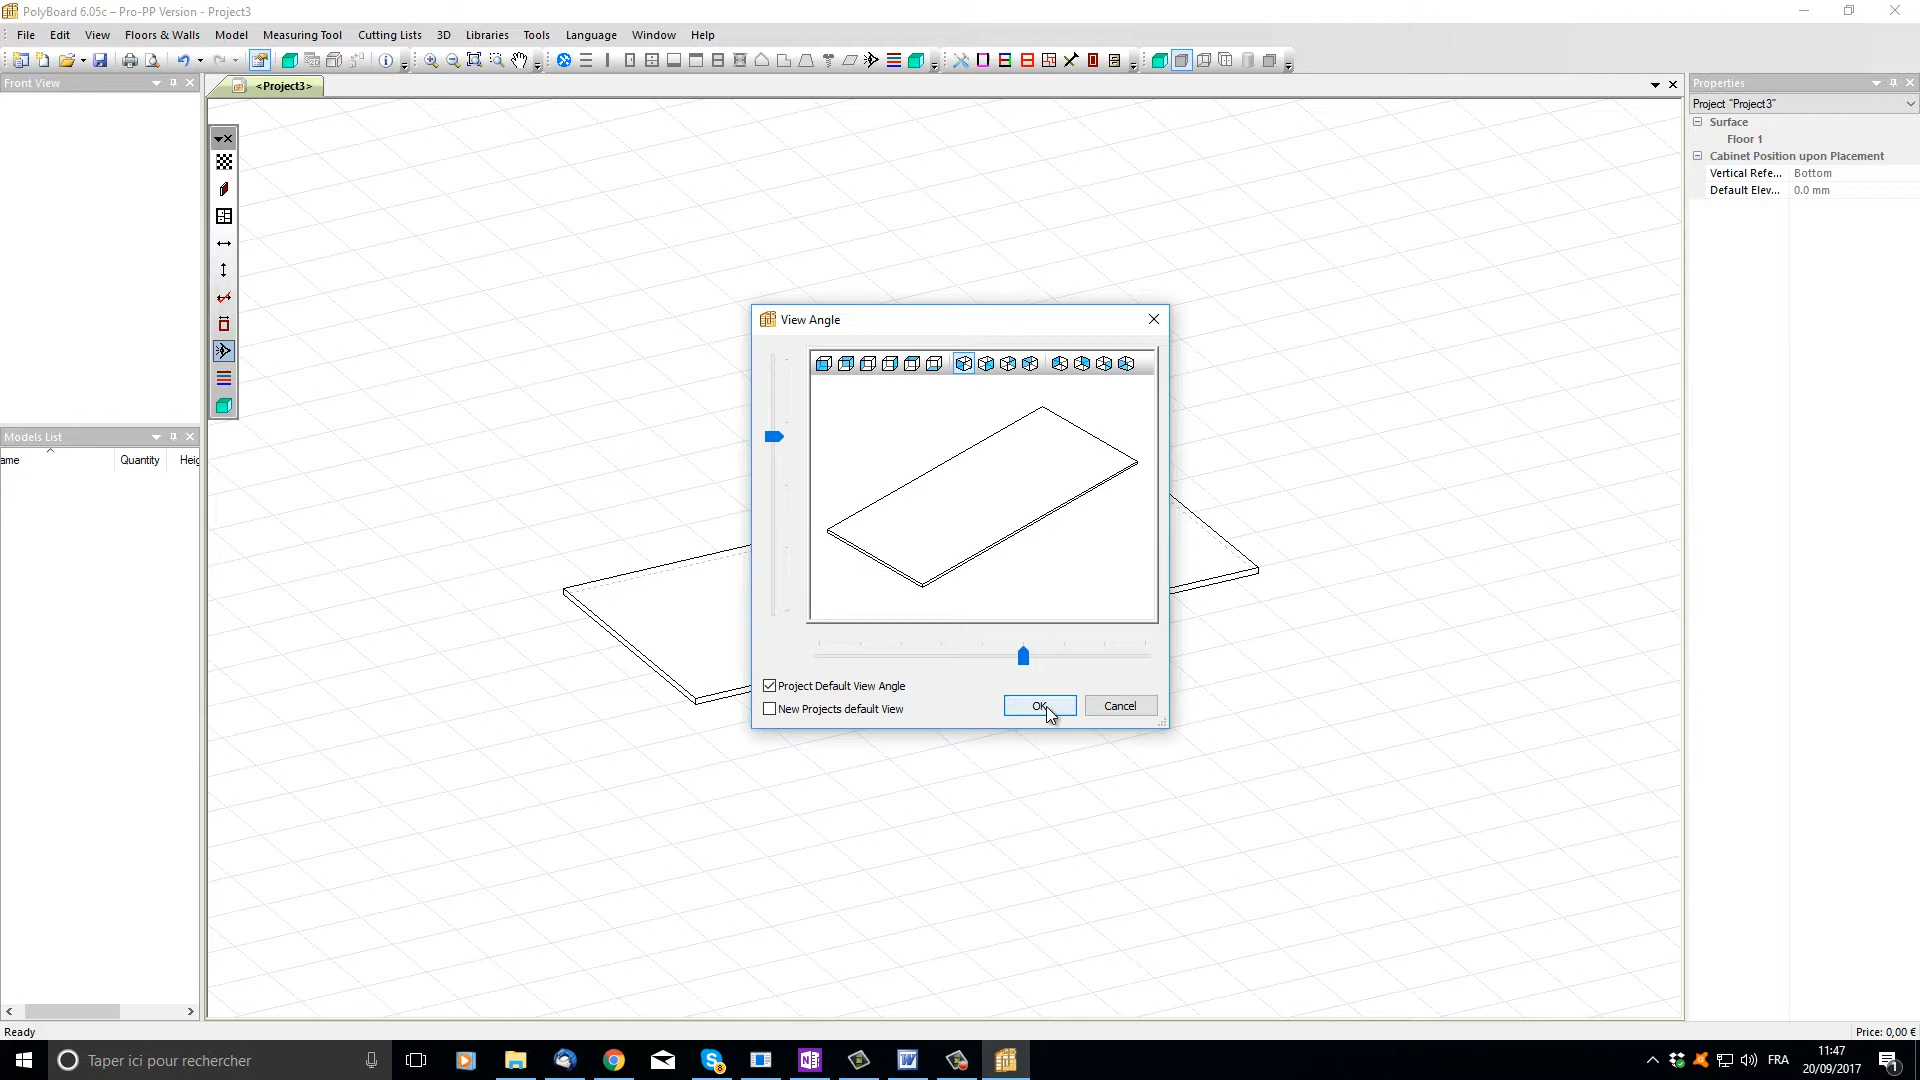 PolyBoard 6.05c – Pro-PP Version - Project3
File Edit View Floors & Walls Model Measuring Tool Cutting Lists 3D Libraries Tools Language Window Help
Front View
<Project3>
Properties
Project "Project3"
Surface
Floor 1
Cabinet Position upon Placement
Vertical Refe... Bottom
Default Elev... 0.0 mm
View Angle
Models List
ame Quantity Heig
Project Default View Angle
New Projects default View
OK
Cancel
Ready
Price: 0,00 €
Taper ici pour rechercher
FRA
11:47
20/09/2017